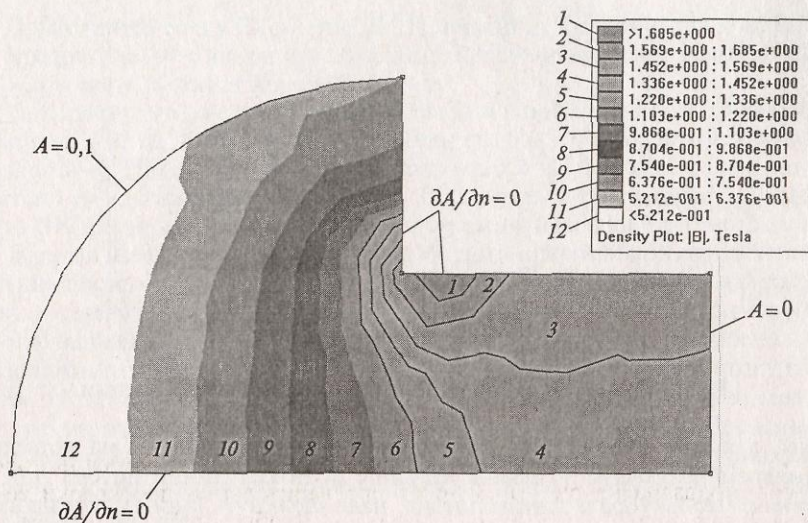 1
2
3
4
5
6
7
8
9
10
11
12
>1.685e+000
1.569e+000 : 1.685e+000
1.452e+000 : 1.569e+000
1.336e+000 : 1.452e+000
1.220e+000 : 1.336e+000
1.103e+000 : 1.220e+000
9.868e-001 : 1.103e+000
8.704e-001 : 9.868e-001
7.540e-001 : 8.704e-001
6.376e-001 : 7.540e-001
5.212e-001 : 6.376e-001
<5.212e-001
Density Plot: |B|, Tesla
A=0,1
∂A/∂n=0
1
2
3
A=0
12
11
10
9
8
7
6
5
4
∂A/∂n=0